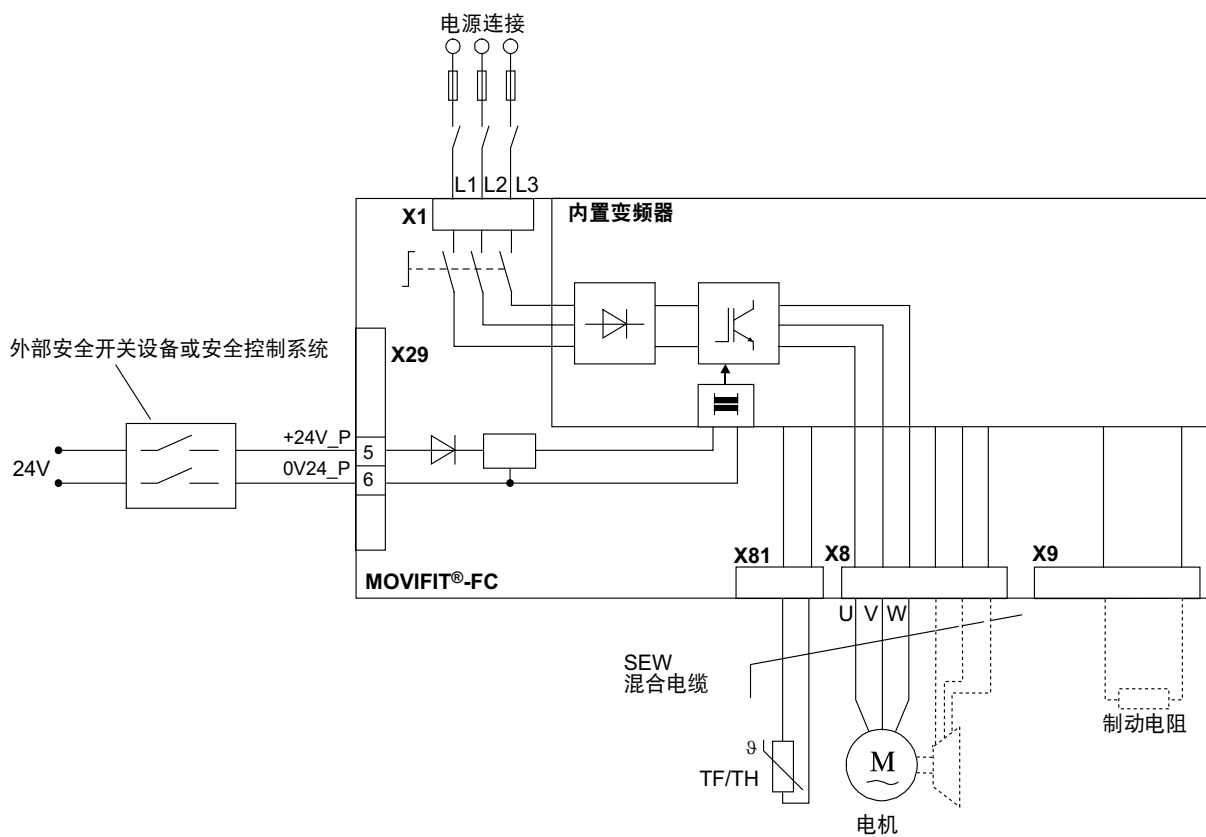 电源连接
L1 L2 L3
X1
内置变频器
外部安全开关设备或安全控制系统
X29
+24V_P
5
24V
0V24_P
6
X81
X8
X9
MOVIFIT®-FC
U V W
SEW
混合电缆
制动电阻
ϑ
TF/TH
M
电机